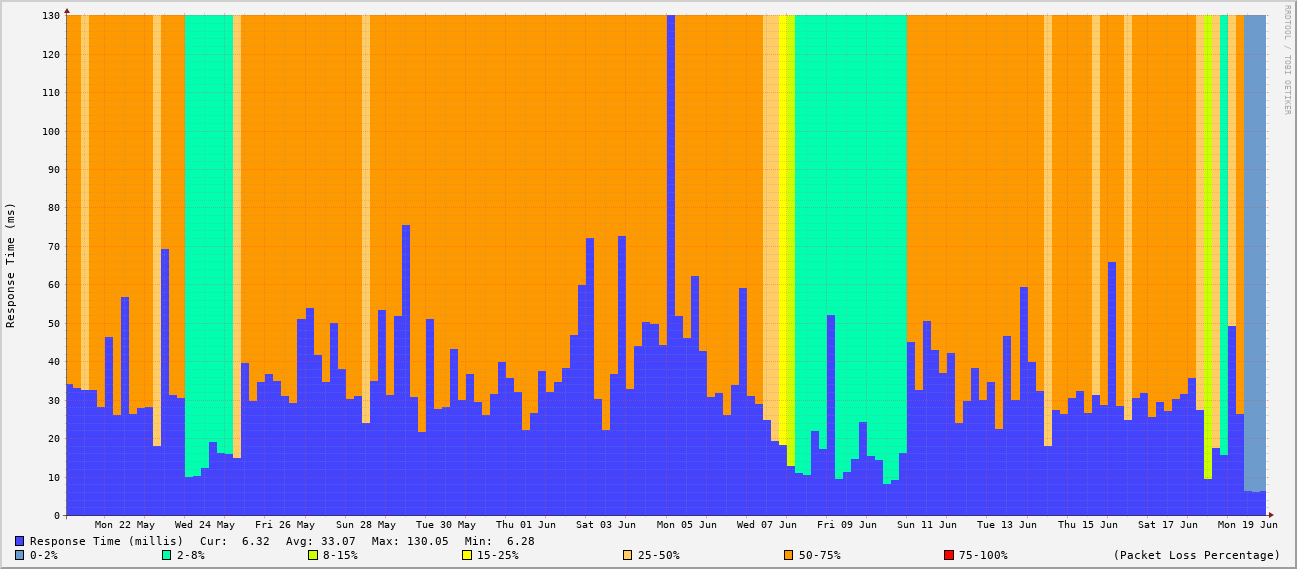 RRDTOOL / TOBI OETIKER
Response Time (ms)
130
120
110
100
90
80
70
60
50
40
30
20
10
0
Mon 22 May Wed 24 May Fri 26 May Sun 28 May Tue 30 May Thu 01 Jun Sat 03 Jun Mon 05 Jun Wed 07 Jun Fri 09 Jun Sun 11 Jun Tue 13 Jun Thu 15 Jun Sat 17 Jun Mon 19 Jun
Response Time (millis) Cur: 6.32 Avg: 33.07 Max: 130.05 Min: 6.28
0-2% 2-8% 8-15% 15-25% 25-50% 50-75% 75-100% (Packet Loss Percentage)